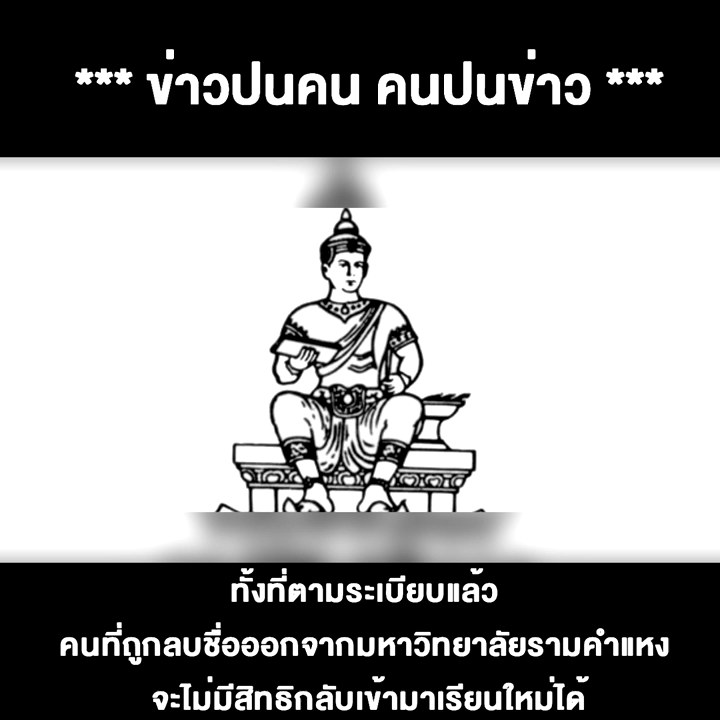 *** ข่าวปนคน คนปนข่าว ***
ทั้งที่ตามระเบียบแล้ว
คนที่ถูกลบชื่อออกจากมหาวิทยาลัยรามคำแหง
จะไม่มีสิทธิกลับเข้ามาเรียนใหม่ได้